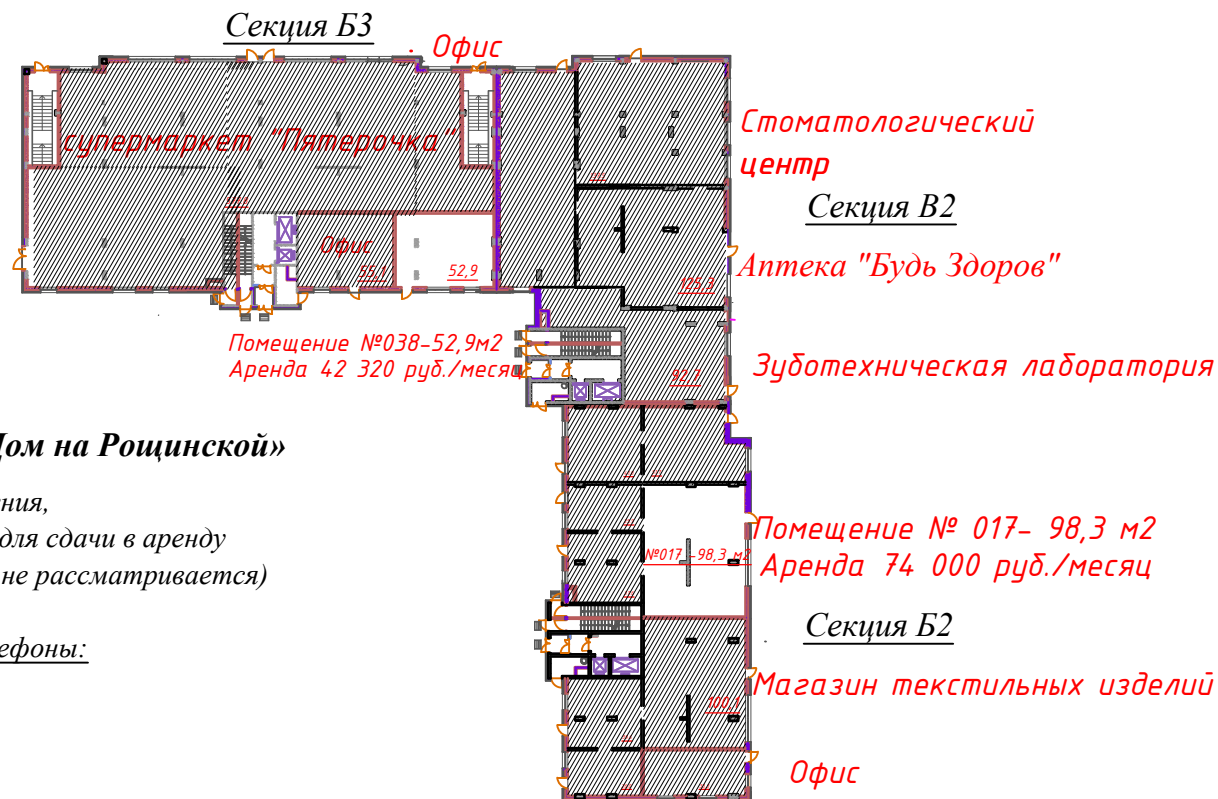 Секция Б3
Офис
супермаркет "Пятерочка"
Стоматологический
центр
Секция В2
Офис
55,1
52,9
Аптека "Будь Здоров"
125,3
Помещение №038-52,9м2
Аренда 42 320 руб./месяц
Зуботехническая лаборатория
92,7
Дом на Рощинской»
ния,
для сдачи в аренду
не рассматривается)
Помещение № 017- 98,3 м2
№017 -98,3 м2
Аренда 74 000 руб./месяц
Секция Б2
ефоны:
Магазин текстильных изделий
100,1
Офис